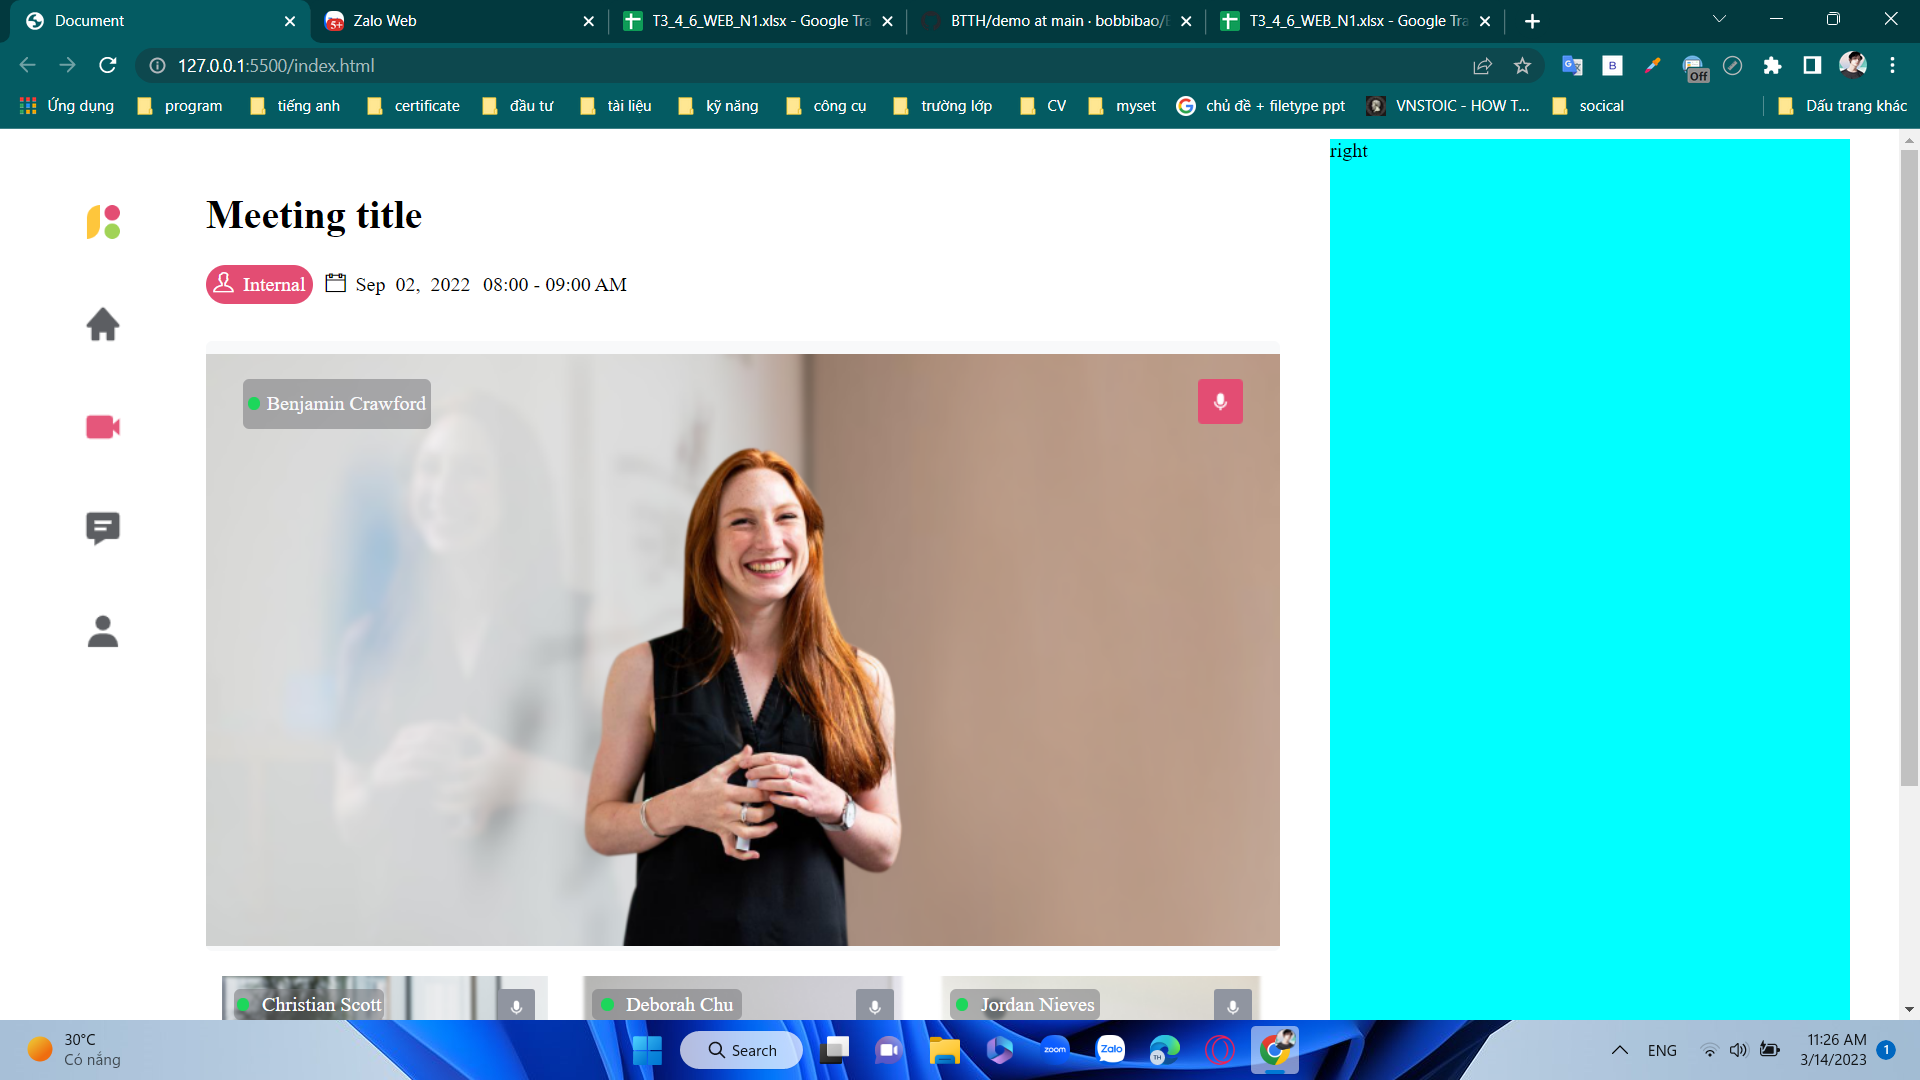 Document
Zalo Web
T3_4_6_WEB_N1.xlsx - Google Tra
BTTH/demo at main · bobbibao/
T3_4_6_WEB_N1.xlsx - Google Tra
127.0.0.1:5500/index.html
B
Off
Ứng dụng
program
tiếng anh
certificate
đầu tư
tài liệu
kỹ năng
công cụ
trường lớp
CV
myset
chủ đề + filetype ppt
VNSTOIC - HOW T...
socical
Dấu trang khác
right
Meeting title
Internal
Sep 02, 2022 08:00 - 09:00 AM
Benjamin Crawford
Christian Scott
Deborah Chu
Jordan Nieves
30°C
Có nắng
Search
zoom
Zalo
TH
ENG
11:26 AM
3/14/2023
1